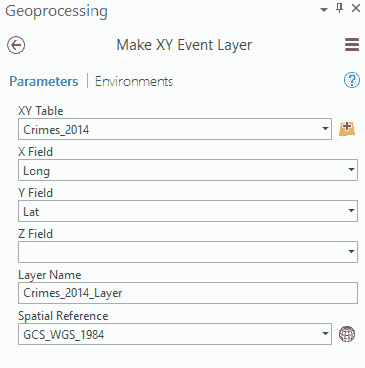 Geoprocessing
Make XY Event Layer
Parameters | Environments
?
XY Table
Crimes_2014
X Field
Long
Y Field
Lat
Z Field
Layer Name
Crimes_2014_Layer
Spatial Reference
GCS_WGS_1984